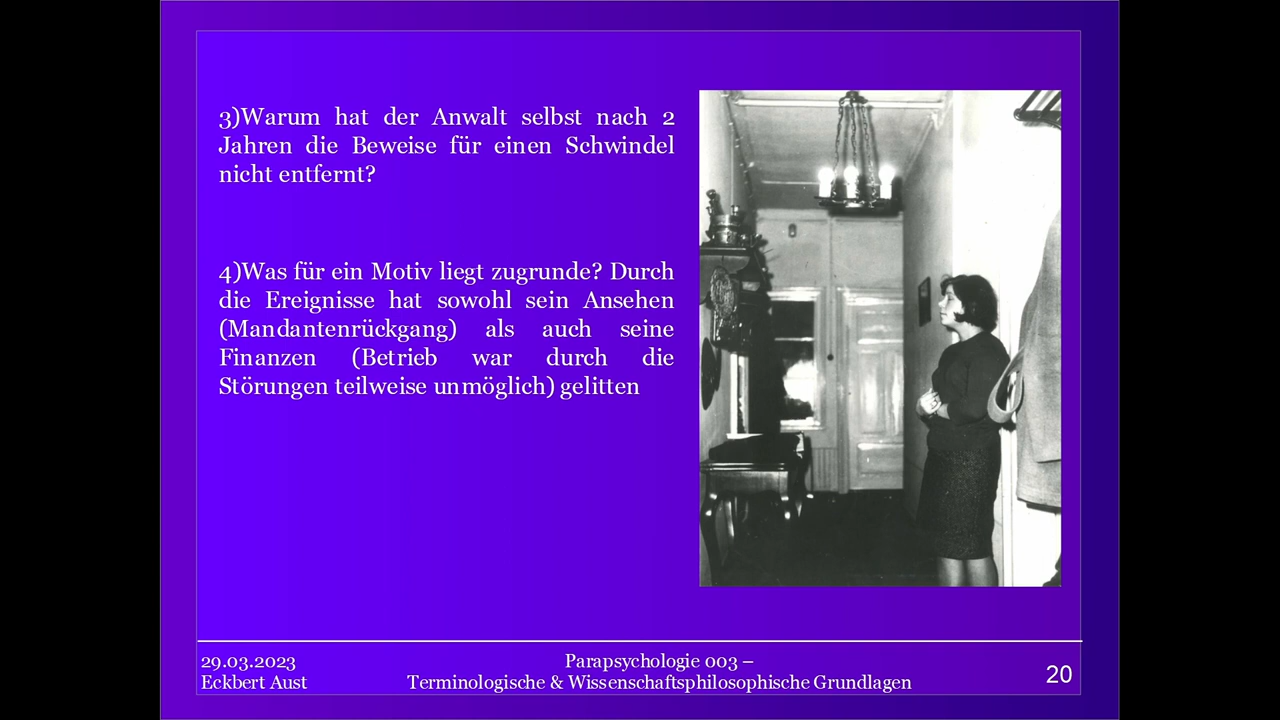 3)Warum hat der Anwalt selbst nach 2
Jahren die Beweise für einen Schwindel
nicht entfernt?
4)Was für ein Motiv liegt zugrunde? Durch
die Ereignisse hat sowohl sein Ansehen
(Mandantenrückgang) als auch seine
Finanzen (Betrieb war durch die
Störungen teilweise unmöglich) gelitten
29.03.2023
Eckbert Aust
Parapsychologie 003 –
Terminologische & Wissenschaftsphilosophische Grundlagen
20